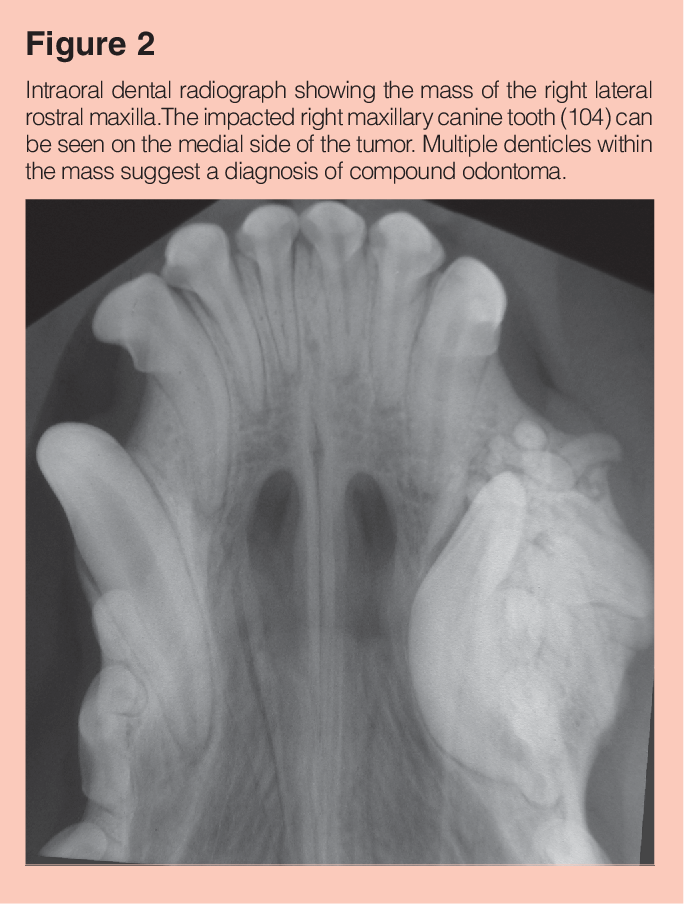 Figure 2
Intraoral dental radiograph showing the mass of the right lateral
rostral maxilla.The impacted right maxillary canine tooth (104) can
be seen on the medial side of the tumor. Multiple denticles within
the mass suggest a diagnosis of compound odontoma.